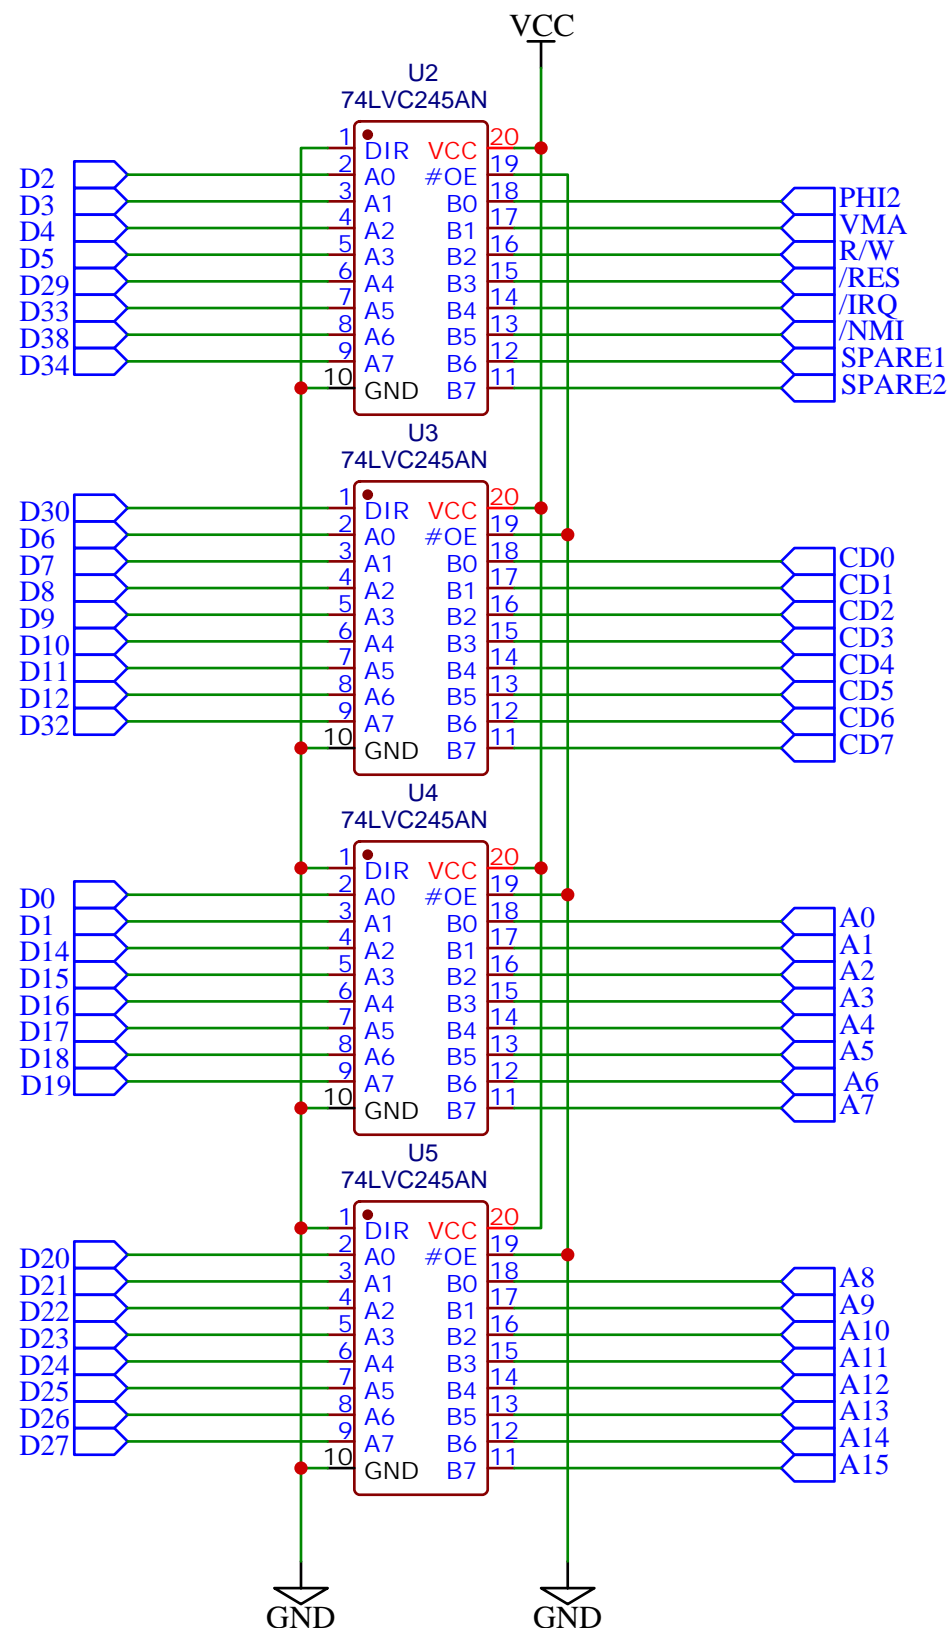 VCC
U2
74LVC245AN
1 DIR VCC 20
D2 2 A0 #OE 19
D3 3 A1 B0 18 PHI2
D4 4 A2 B1 17 VMA
D5 5 A3 B2 16 R/W
D29 6 A4 B3 15 /RES
D33 7 A5 B4 14 /IRQ
D38 8 A6 B5 13 /NMI
D34 9 A7 B6 12 SPARE1
10 GND B7 11 SPARE2
U3
74LVC245AN
D30 1 DIR VCC 20
D6 2 A0 #OE 19
D7 3 A1 B0 18 CD0
D8 4 A2 B1 17 CD1
D9 5 A3 B2 16 CD2
D10 6 A4 B3 15 CD3
D11 7 A5 B4 14 CD4
D12 8 A6 B5 13 CD5
D32 9 A7 B6 12 CD6
10 GND B7 11 CD7
U4
74LVC245AN
1 DIR VCC 20
D0 2 A0 #OE 19
D1 3 A1 B0 18 A0
D14 4 A2 B1 17 A1
D15 5 A3 B2 16 A2
D16 6 A4 B3 15 A3
D17 7 A5 B4 14 A4
D18 8 A6 B5 13 A5
D19 9 A7 B6 12 A6
10 GND B7 11 A7
U5
74LVC245AN
1 DIR VCC 20
D20 2 A0 #OE 19
D21 3 A1 B0 18 A8
D22 4 A2 B1 17 A9
D23 5 A3 B2 16 A10
D24 6 A4 B3 15 A11
D25 7 A5 B4 14 A12
D26 8 A6 B5 13 A13
D27 9 A7 B6 12 A14
10 GND B7 11 A15
GND GND